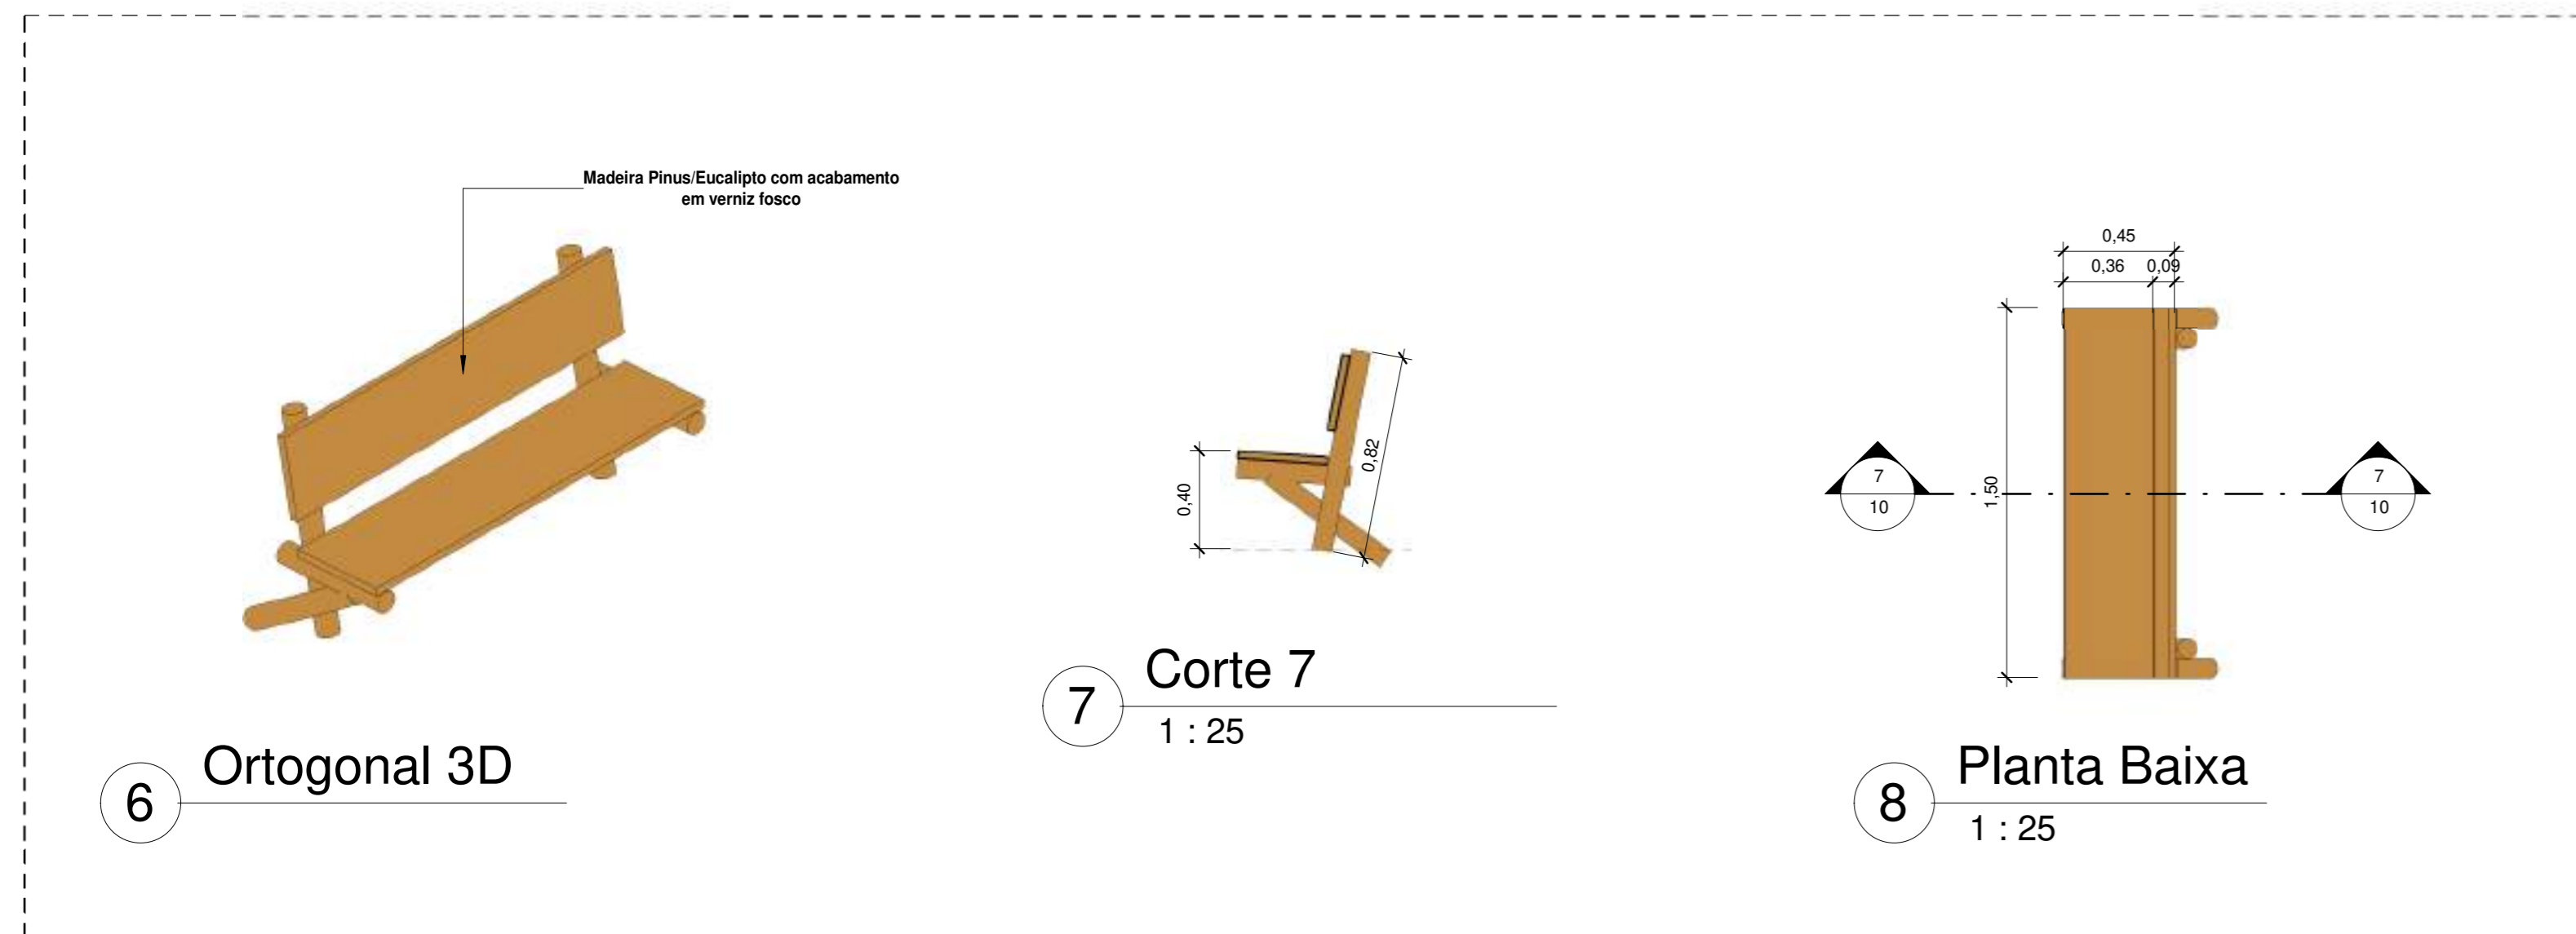 Madeira Pinus/Eucalipto com acabamento
em verniz fosco
6
Ortogonal 3D
0,40
0,82
7
Corte 7
1 : 25
0,45
0,36
0,09
1,50
7
10
7
10
8
Planta Baixa
1 : 25